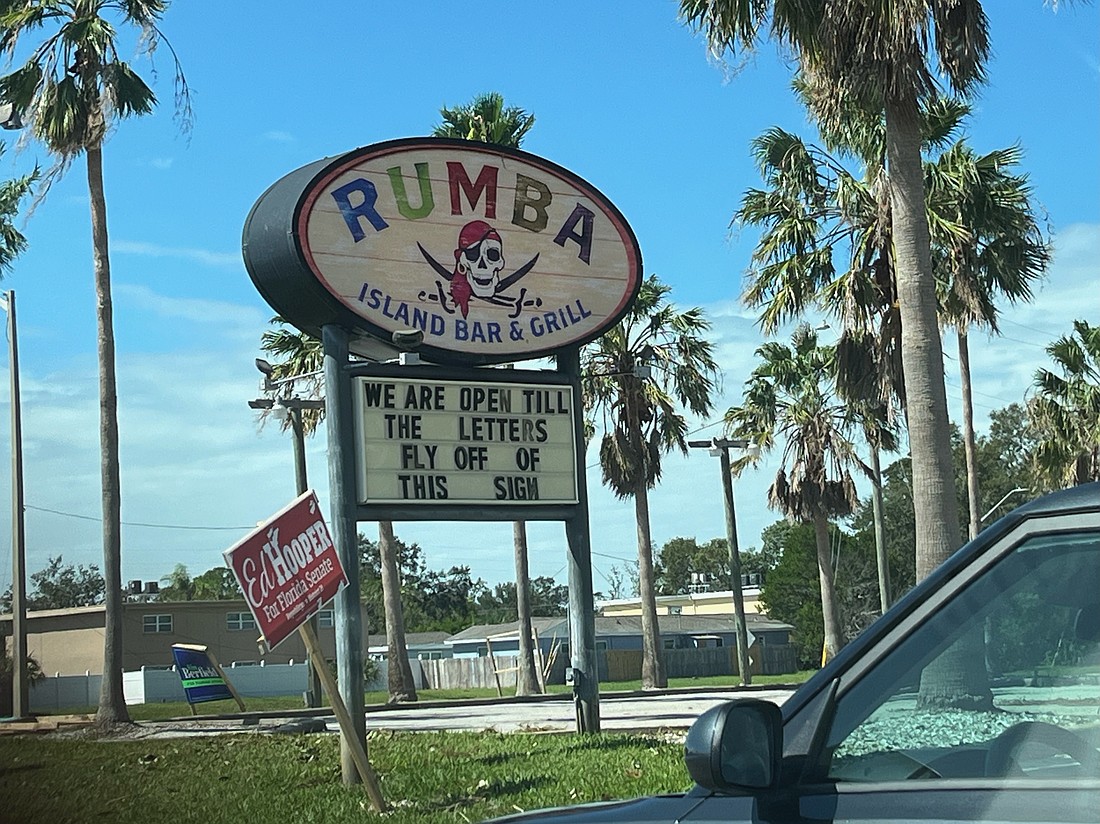 RUMBA
ISLAND BAR & GRILL
WE ARE OPEN TILL
THE LETTERS
FLY OFF OF
THIS SIGN
Ed HOOPER
For Florida Senate